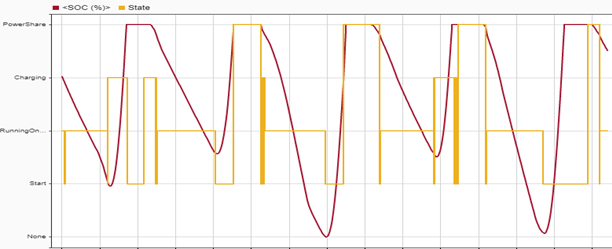 <SOC (%)> State
PowerShare
Charging
RunningOn...
Start
None